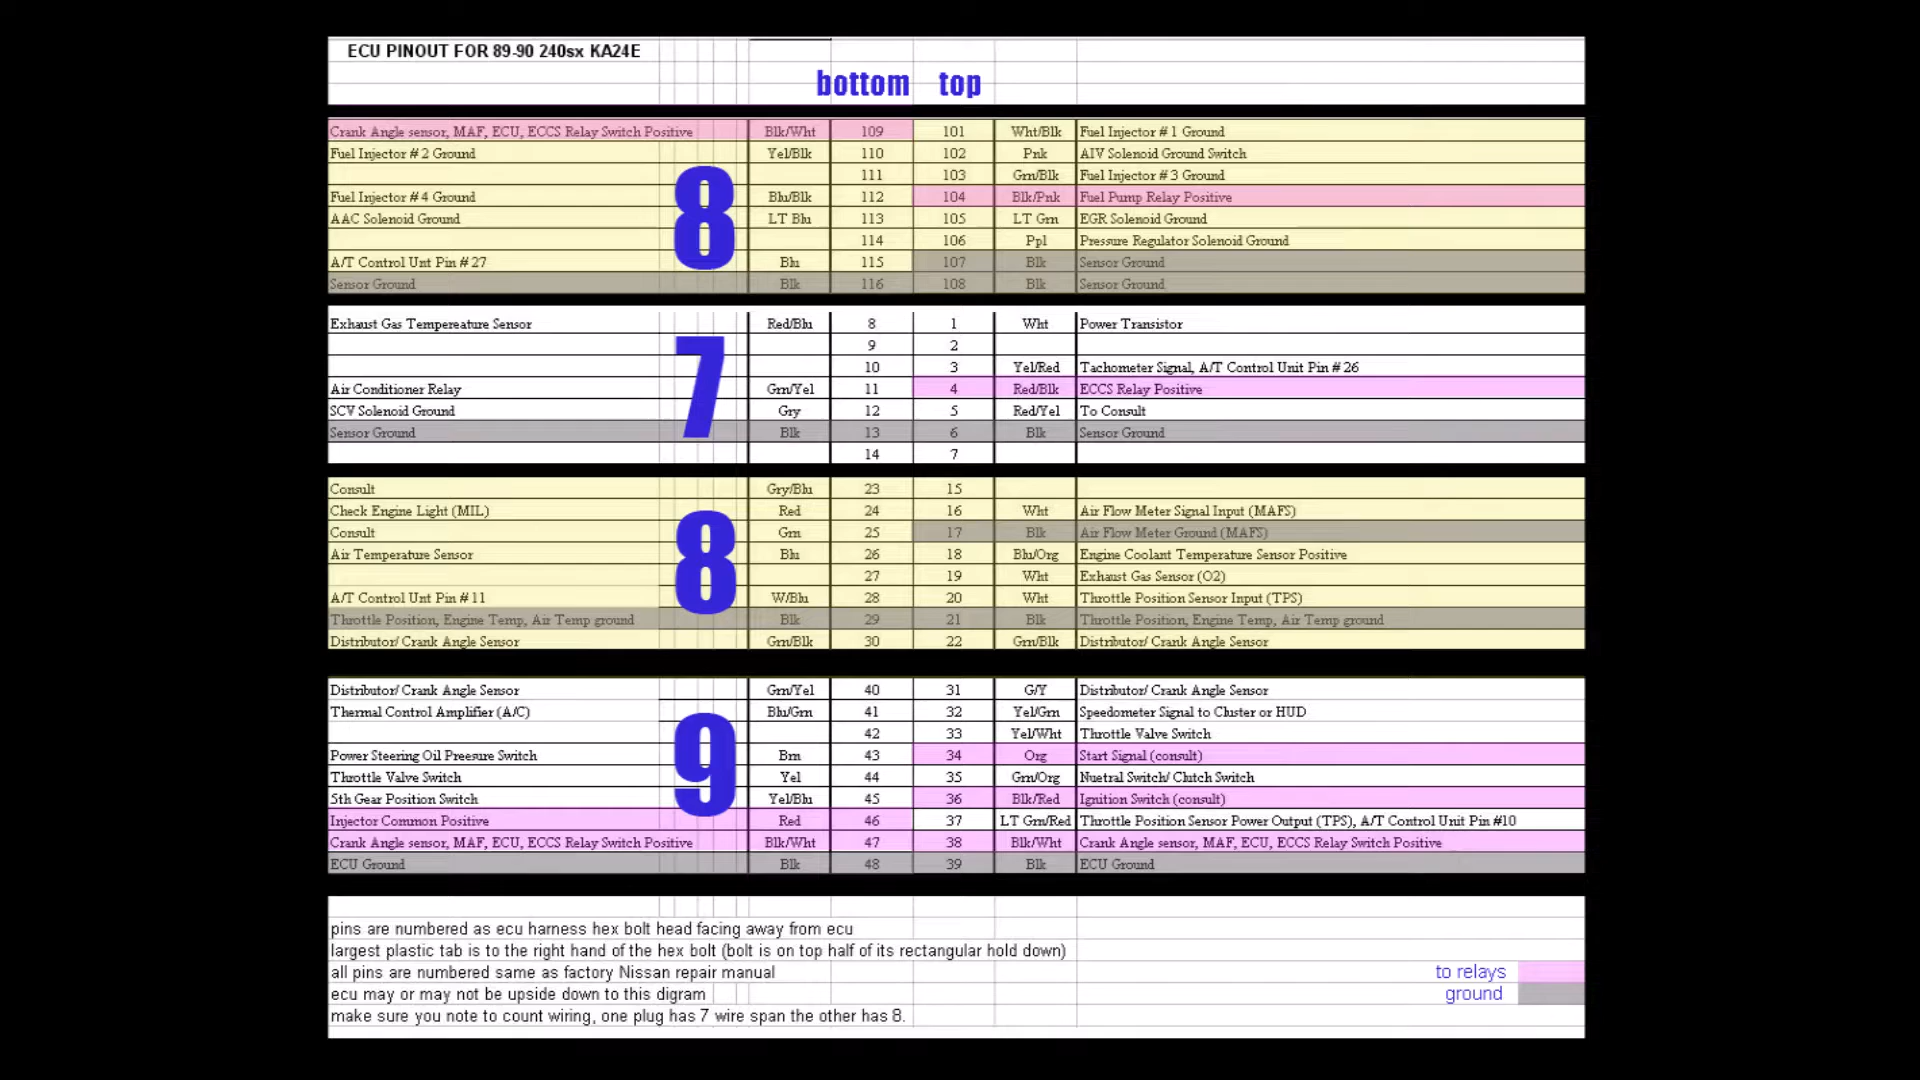 ECU PINOUT FOR 89-90 240sx KA24E
bottom top
Crank Angle sensor, MAF, ECU, ECCS Relay Switch Positive Blk/Wht 109 101 Wht/Blk Fuel Injector # 1 Ground
Fuel Injector # 2 Ground Yel/Blk 110 102 Pnk AIV Solenoid Ground Switch
111 103 Grn/Blk Fuel Injector # 3 Ground
Fuel Injector # 4 Ground Blu/Blk 112 104 Blk/Pnk Fuel Pump Relay Positive
AAC Solenoid Ground LT Blu 113 105 LT Grn EGR Solenoid Ground
8
114 106 Ppl Pressure Regulator Solenoid Ground
A/T Control Unt Pin # 27 Blu 115 107 Blk Sensor Ground
Sensor Ground Blk 116 108 Blk Sensor Ground
Exhaust Gas Tempereature Sensor Red/Blu 8 1 Wht Power Transistor
9 2
10 3 Yel/Red Tachometer Signal, A/T Control Unit Pin # 26
7
Air Conditioner Relay Grn/Yel 11 4 Red/Blk ECCS Relay Positive
SCV Solenoid Ground Gry 12 5 Red/Yel To Consult
Sensor Ground Blk 13 6 Blk Sensor Ground
14 7
Consult Gry/Blu 23 15
Check Engine Light (MIL) Red 24 16 Wht Air Flow Meter Signal Input (MAFS)
Consult Grn 25 17 Blk Air Flow Meter Ground (MAFS)
Air Temperature Sensor Blu 26 18 Blu/Org Engine Coolant Temperature Sensor Positive
8
27 19 Wht Exhaust Gas Sensor (O2)
A/T Control Unt Pin # 11 W/Blu 28 20 Wht Throttle Position Sensor Input (TPS)
Throttle Position, Engine Temp, Air Temp ground Blk 29 21 Blk Throttle Position, Engine Temp, Air Temp ground
Distributor/ Crank Angle Sensor Grn/Blk 30 22 Grn/Blk Distributor/ Crank Angle Sensor
Distributor/ Crank Angle Sensor Grn/Yel 40 31 G/Y Distributor/ Crank Angle Sensor
Thermal Control Amplifier (A/C) Blu/Grn 41 32 Yel/Grn Speedometer Signal to Cluster or HUD
42 33 Yel/Wht Throttle Valve Switch
Power Steering Oil Preesure Switch Brn 43 34 Org Start Signal (consult)
9
Throttle Valve Switch Yel 44 35 Grn/Org Nuetral Switch/ Clutch Switch
5th Gear Position Switch Yel/Blu 45 36 Blk/Red Ignition Switch (consult)
Injector Common Positive Red 46 37 LT Grn/Red Throttle Position Sensor Power Output (TPS), A/T Control Unit Pin #10
Crank Angle sensor, MAF, ECU, ECCS Relay Switch Positive Blk/Wht 47 38 Blk/Wht Crank Angle sensor, MAF, ECU, ECCS Relay Switch Positive
ECU Ground Blk 48 39 Blk ECU Ground
pins are numbered as ecu harness hex bolt head facing away from ecu
largest plastic tab is to the right hand of the hex bolt (bolt is on top half of its rectangular hold down)
all pins are numbered same as factory Nissan repair manual to relays
ecu may or may not be upside down to this digram ground
make sure you note to count wiring, one plug has 7 wire span the other has 8.